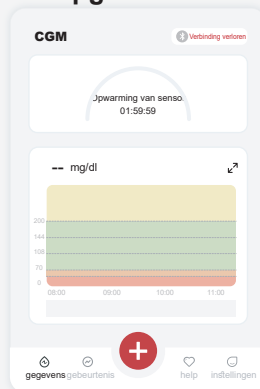 CGM
Verbinding verloren
Opwarming van senso
01:59:59
-- mg/dl
200
144
108
70
0
08:00 09:00 10:00 11:00
gegevens gebeurtenis help instellingen